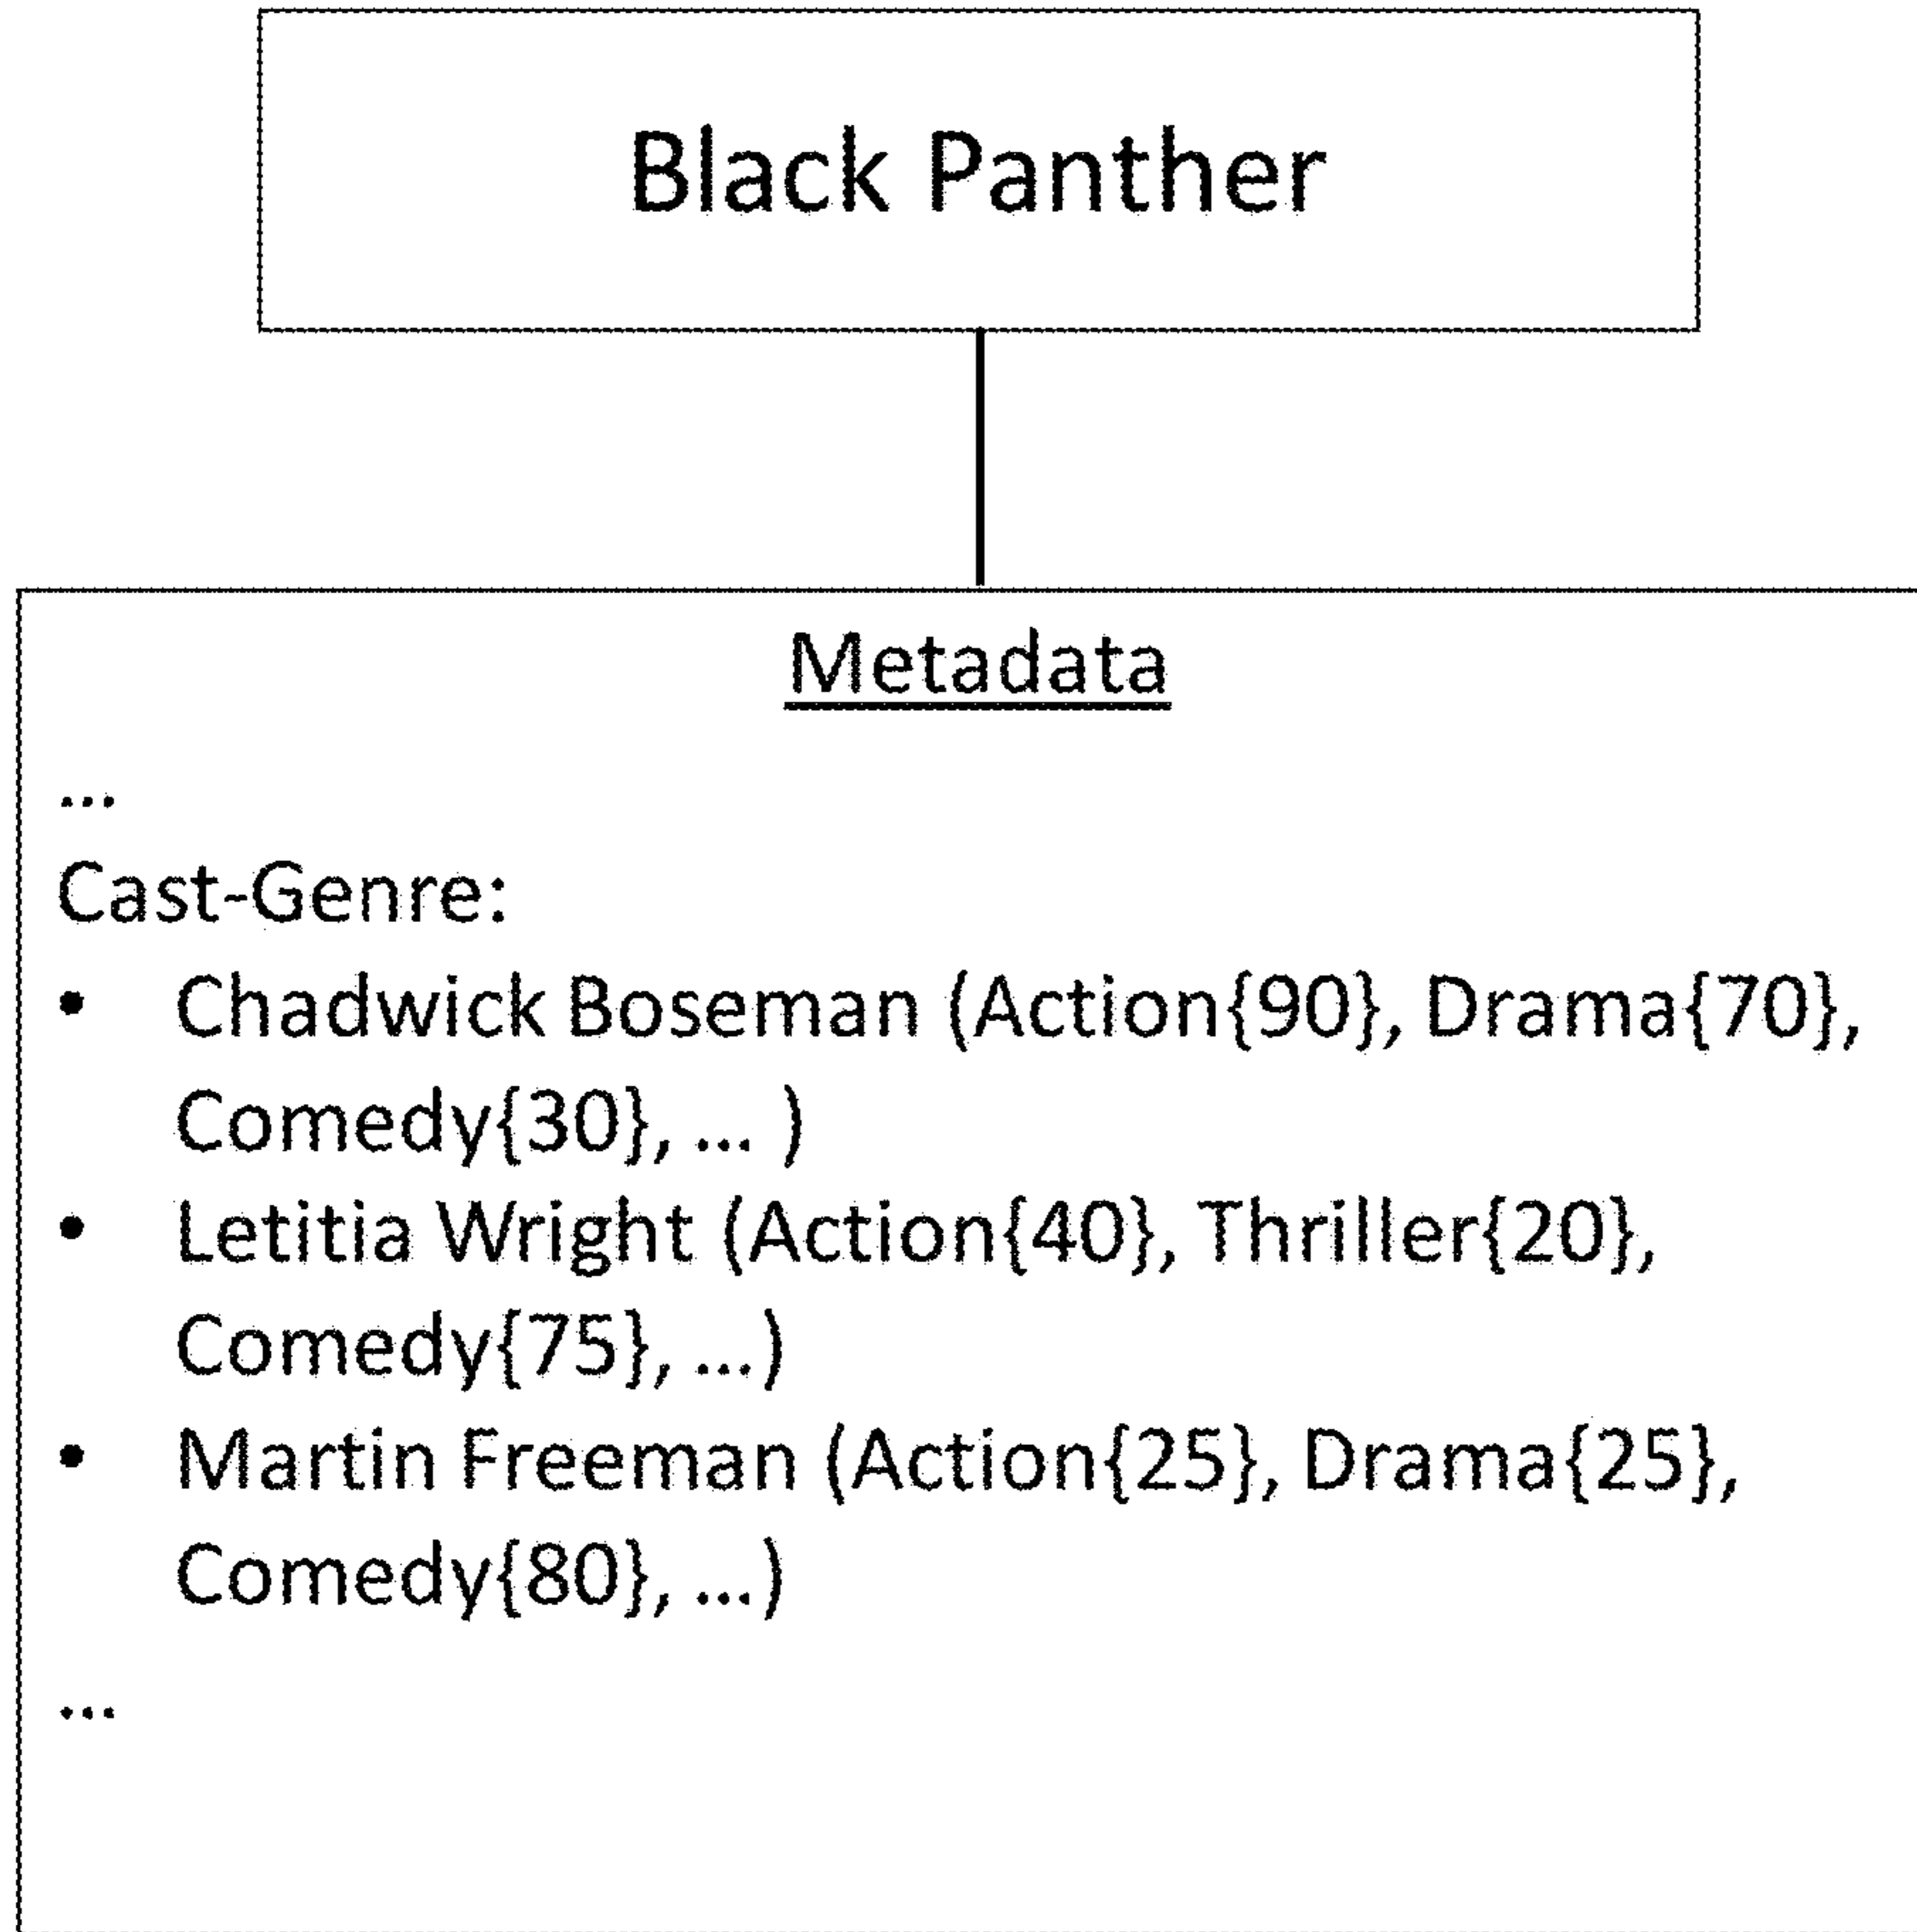 Black Panther
Metadata
...
Cast-Genre:
• Chadwick Boseman (Action{90}, Drama{70},
Comedy{30}, ... )
• Letitia Wright (Action{40}, Thriller{20},
Comedy{75}, ...)
• Martin Freeman (Action{25}, Drama{25},
Comedy{80}, ...)
...